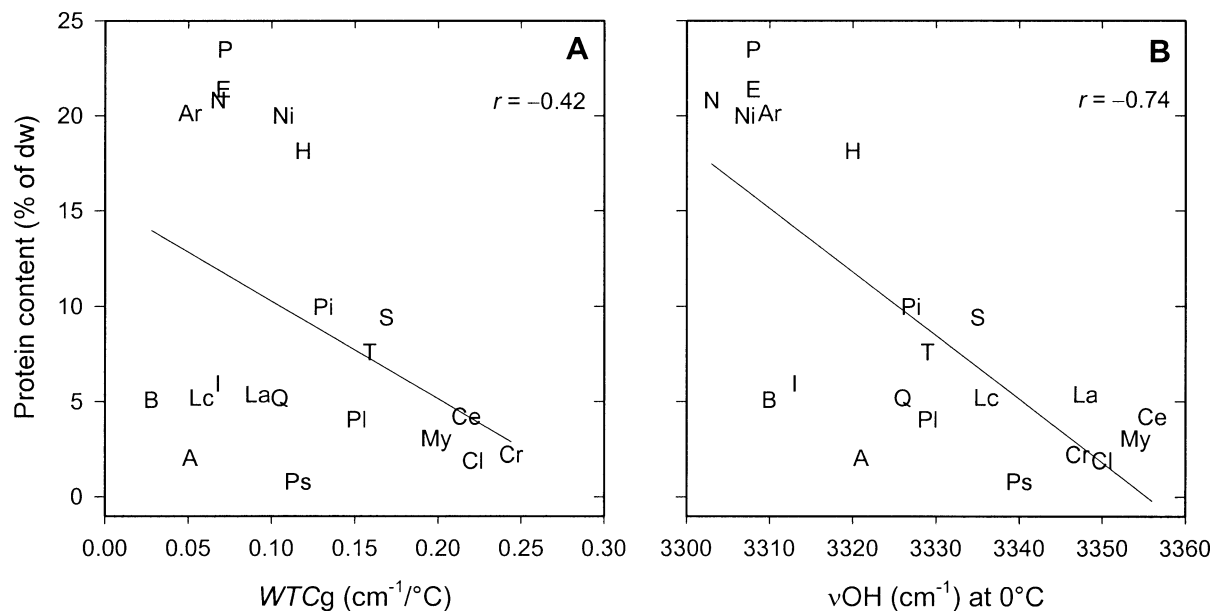 Protein content (% of dw)
25
20
15
10
5
0
A
r = −0.42
P
E
N
Ar
Ni
H
Pi
S
T
I
B
Lc
La
Q
Pl
Ce
My
Cl
Cr
A
Ps
0.00 0.05 0.10 0.15 0.20 0.25 0.30
WTCg (cm⁻¹/°C)
B
r = −0.74
P
E
N
Ni
Ar
H
Pi
S
T
I
B
Q
Lc
La
Pl
Ce
My
Cr
Cl
A
Ps
3300 3310 3320 3330 3340 3350 3360
νOH (cm⁻¹) at 0°C